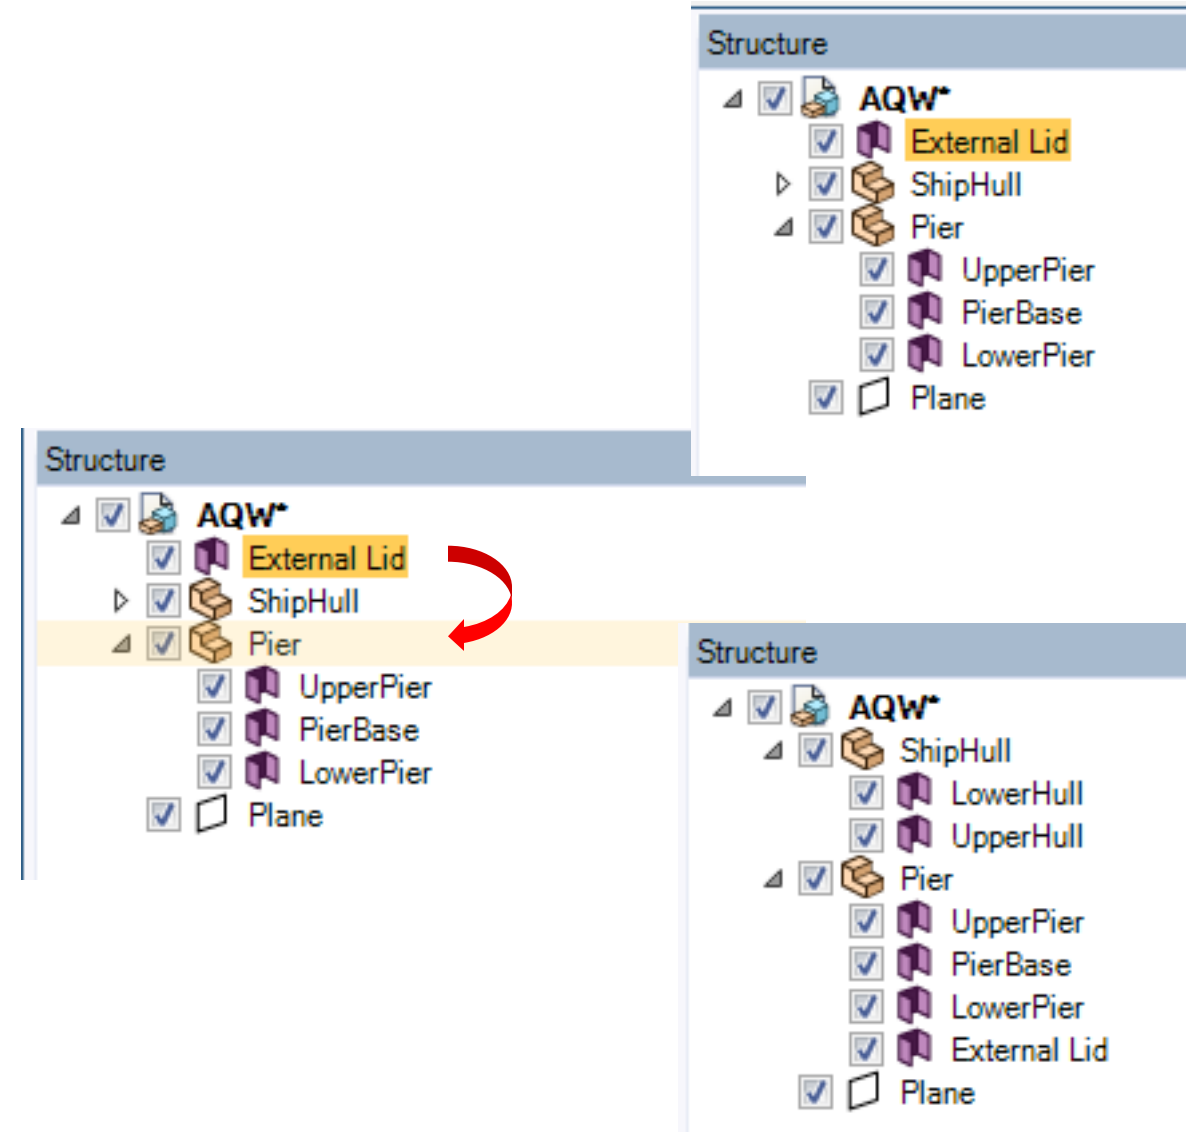 Structure
AQW*
External Lid
ShipHull
Pier
UpperPier
PierBase
LowerPier
Plane
Structure
AQW*
External Lid
ShipHull
Pier
UpperPier
PierBase
LowerPier
Plane
Structure
AQW*
ShipHull
LowerHull
UpperHull
Pier
UpperPier
PierBase
LowerPier
External Lid
Plane